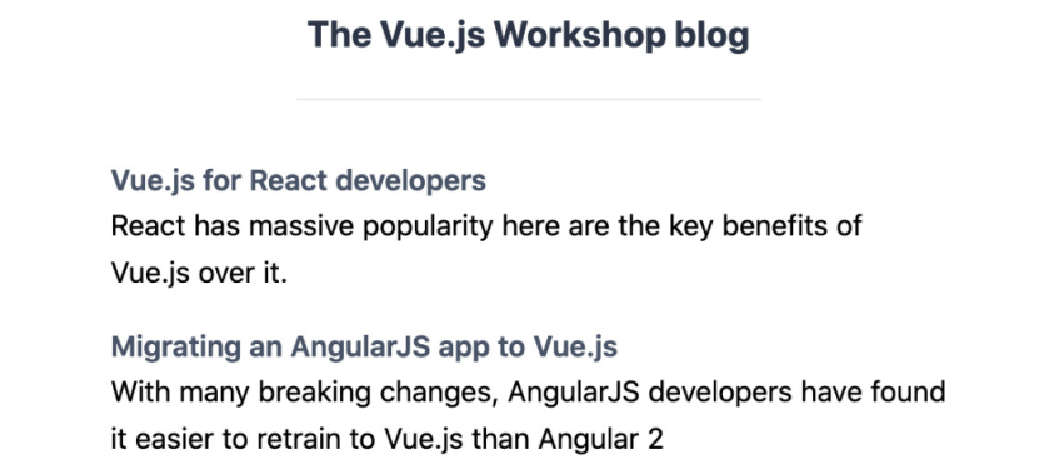 The Vue.js Workshop blog
Vue.js for React developers
React has massive popularity here are the key benefits of
Vue.js over it.
Migrating an AngularJS app to Vue.js
With many breaking changes, AngularJS developers have found
it easier to retrain to Vue.js than Angular 2